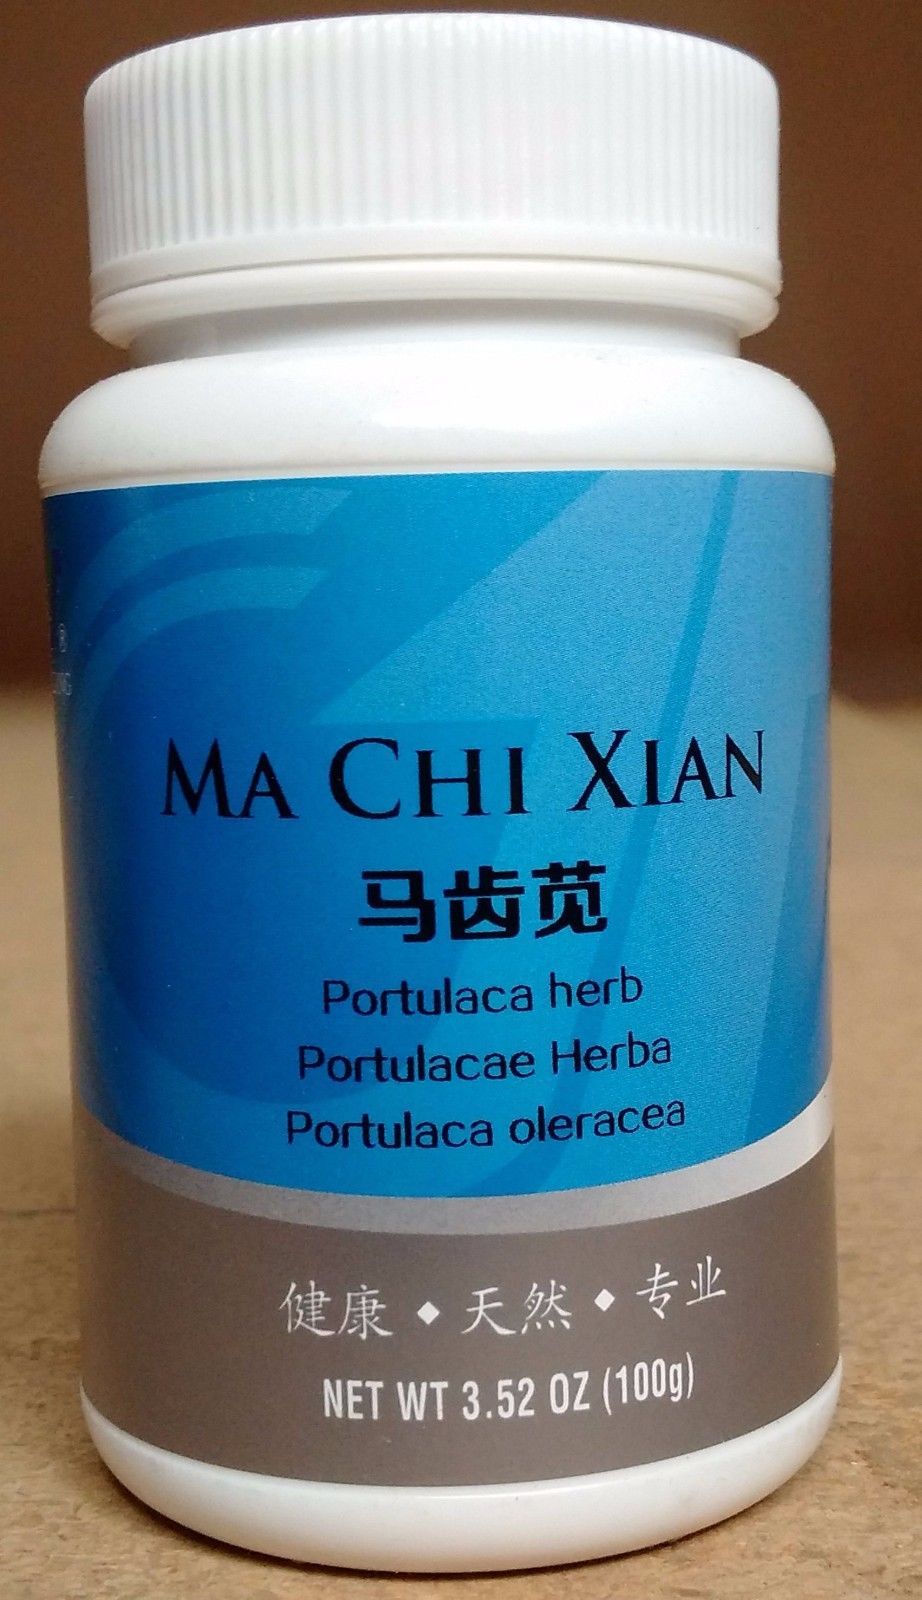 ®
MA CHI XIAN
马齿苋
Portulaca herb
Portulacae Herba
Portulaca oleracea
健康 ◆ 天然 ◆ 专业
NET WT 3.52 OZ (100g)